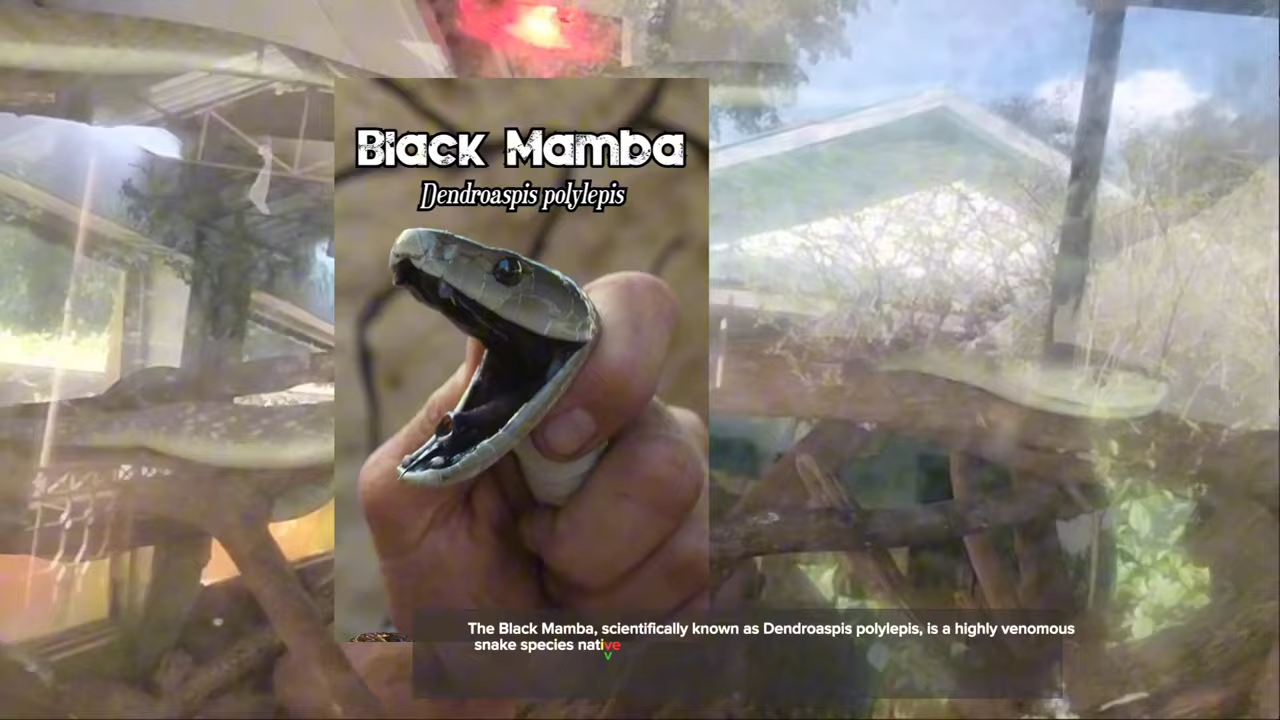 Black Mamba
Dendroaspis polylepis
The Black Mamba, scientifically known as Dendroaspis polylepis, is a highly venomous
snake species native
v